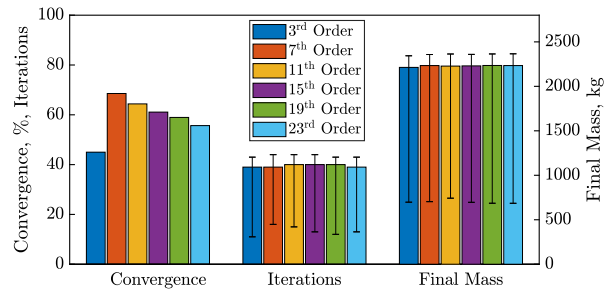 100
80
60
40
20
0
Convergence, %, Iterations
3rd Order
7th Order
11th Order
15th Order
19th Order
23rd Order
2500
2000
1500
1000
500
0
Final Mass, kg
Convergence
Iterations
Final Mass